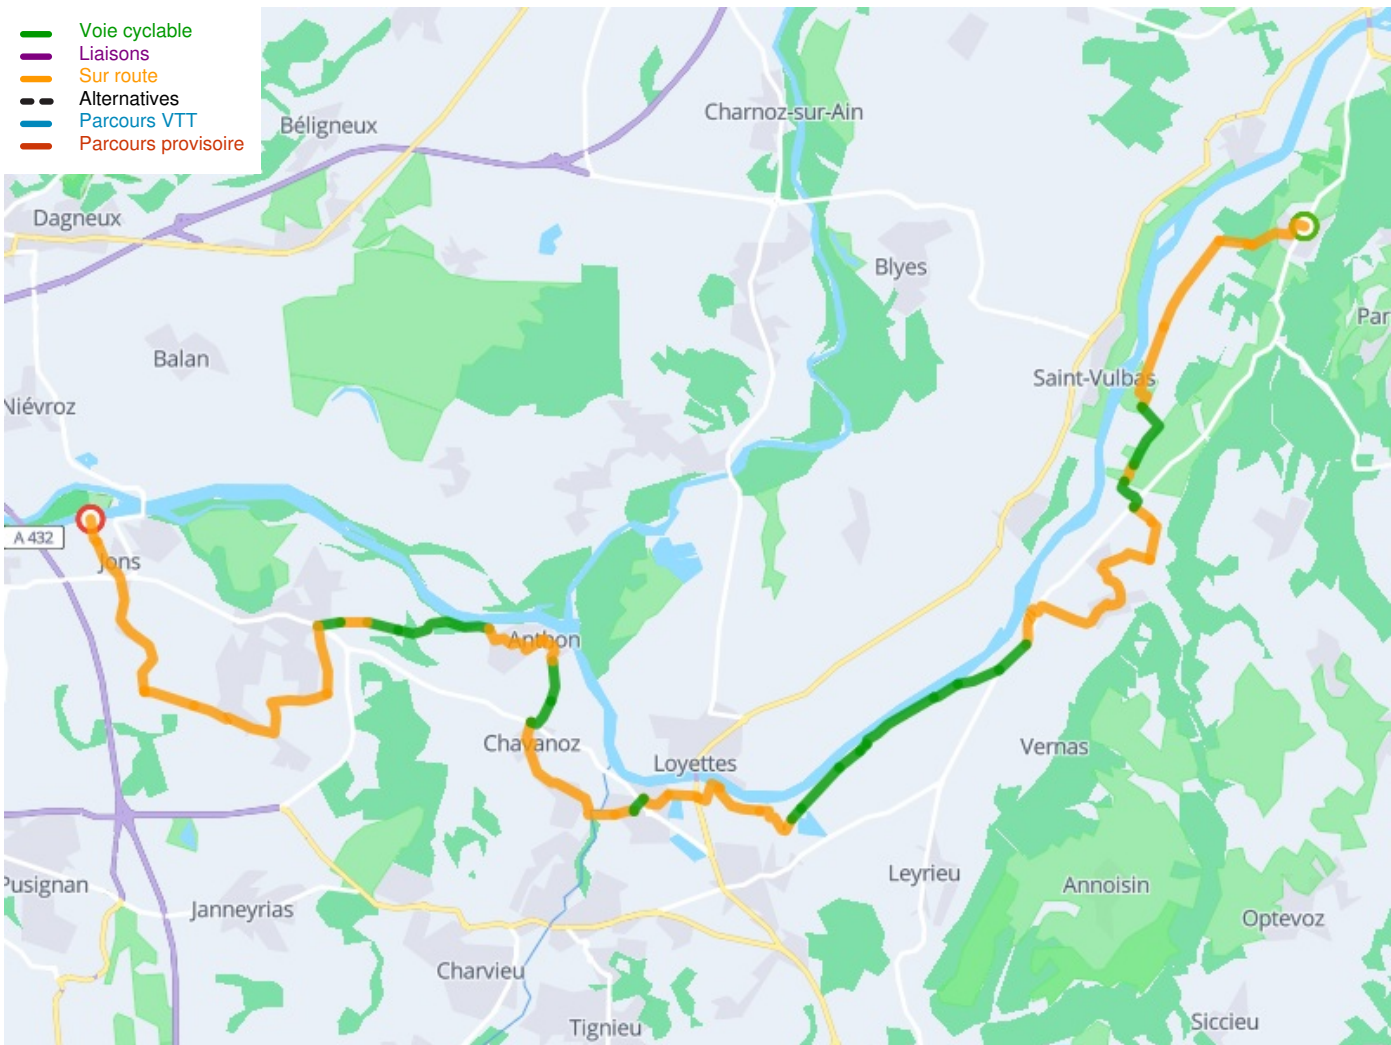 Voie cyclable
Liaisons
Sur route
Alternatives
Parcours VTT
Parcours provisoire
Béligneux
Charnoz-sur-Ain
Dagneux
Blyes
Par
Balan
Saint-Vulbas
Niévroz
A 432
Jons
Anthon
Chavanoz
Loyettes
Vernas
Pusignan
Janneyrias
Leyrieu
Annoisin
Optevoz
Charvieu
Tignieu
Siccieu